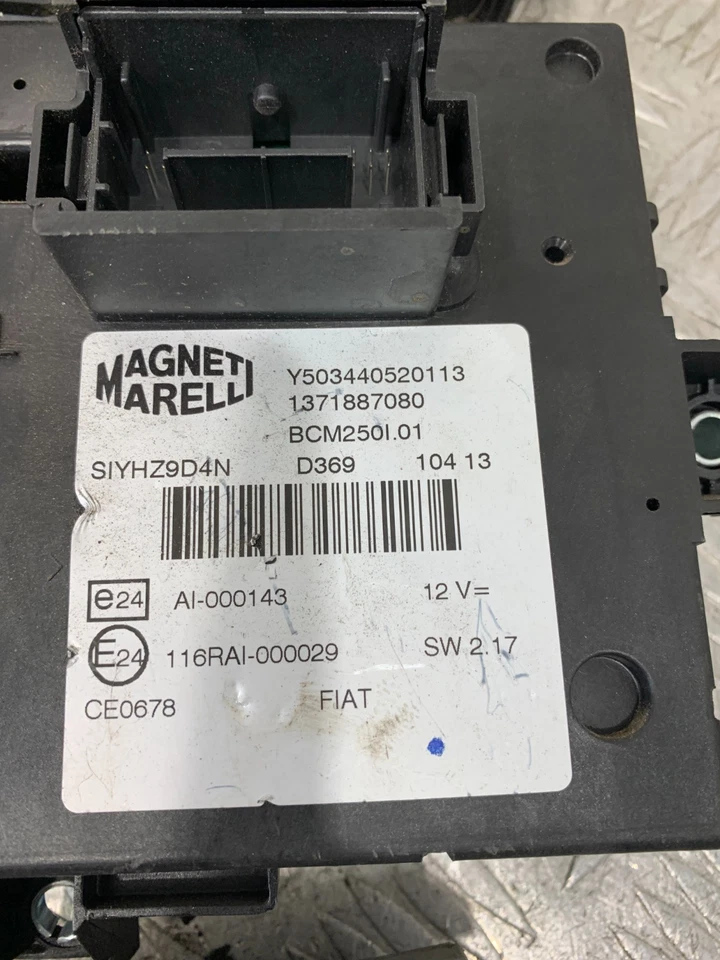 MAGNETI
MARELLI
Y503440520113
1371887080
BCM250I.01
SIYHZ9D4N D369 104 13
e24 AI-000143 12 V=
E24 116RAI-000029 SW 2.17
CE0678 FIAT